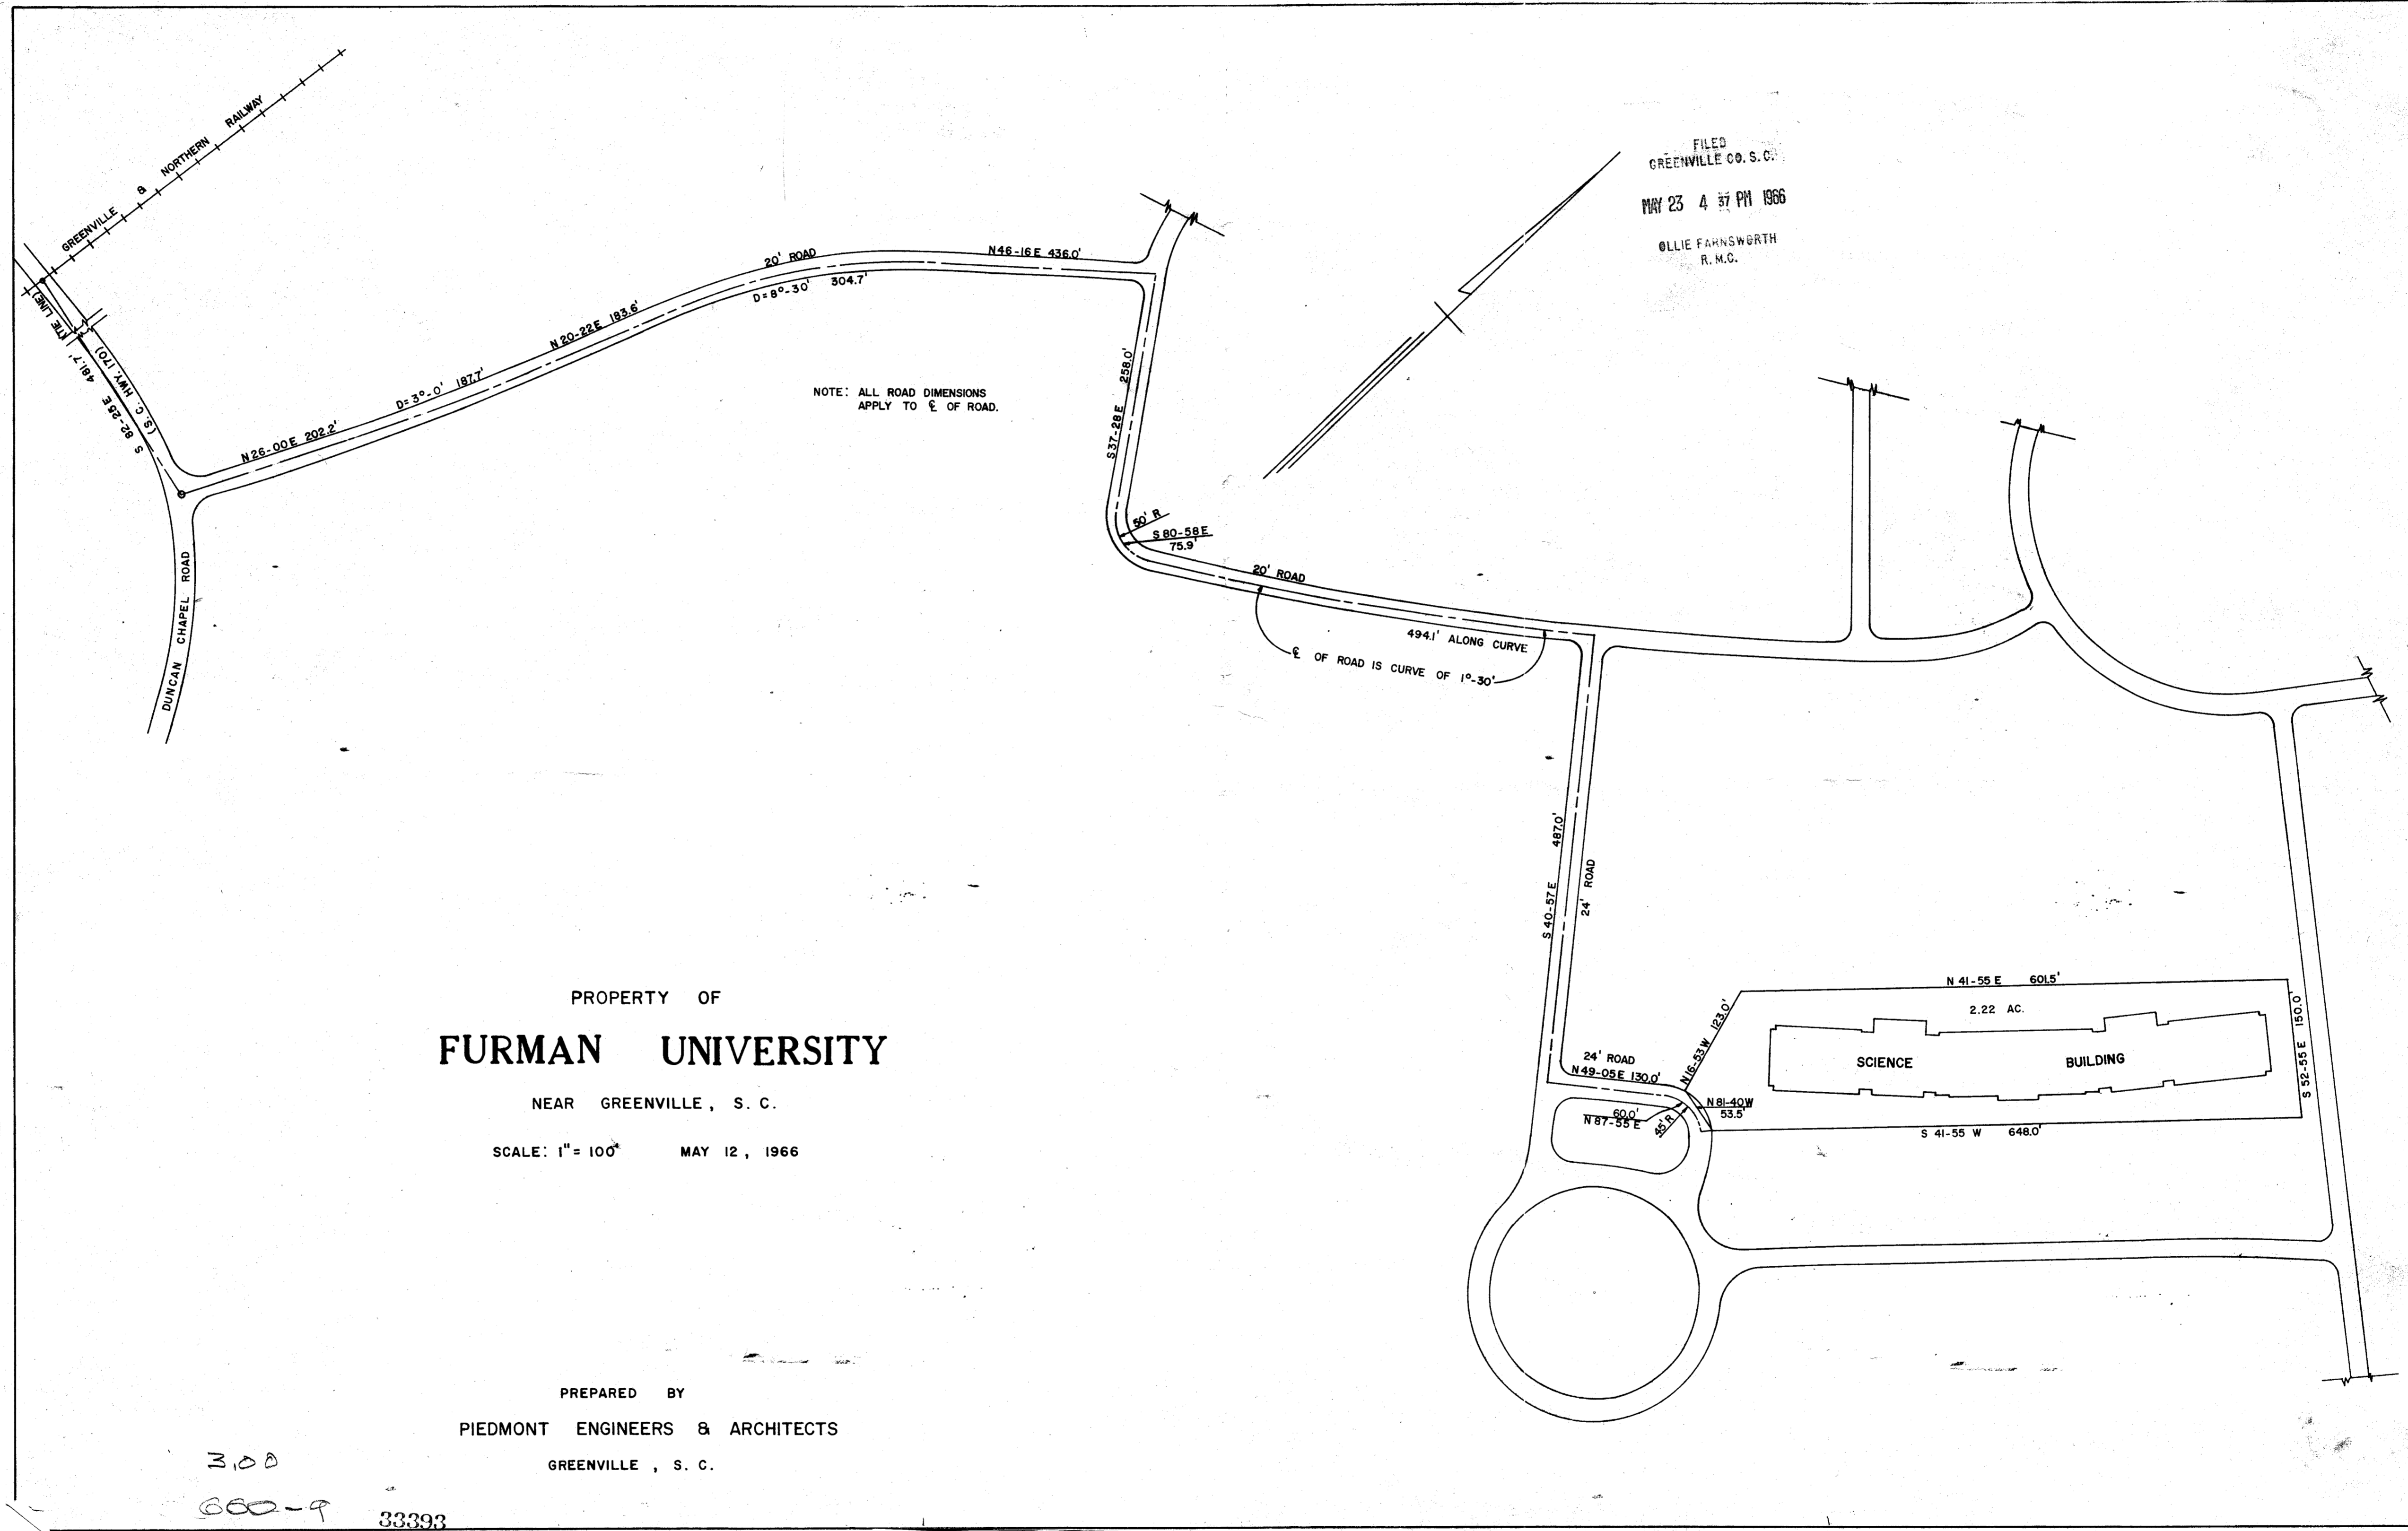 GREENVILLE & NORTHERN RAILWAY
(TIE LINE)
S 82-25 E 481.7'
(S.C. HWY. 170)
DUNCAN CHAPEL ROAD
N 26-00 E 202.2'
D=3°-0' 187.7'
N 20-22 E 183.6'
20' ROAD
D=8°-30' 304.7'
N 46-16 E 436.0'
NOTE: ALL ROAD DIMENSIONS
APPLY TO ℄ OF ROAD.
S 37-28 E 258.0'
50' R
S 80-58 E
75.9'
20' ROAD
494.1' ALONG CURVE
℄ OF ROAD IS CURVE OF 1°-30'
FILED
GREENVILLE CO. S. C.
MAY 23 4 37 PM 1966
OLLIE FARNSWORTH
R. M. C.
S 40-57 E 487.0'
24' ROAD
24' ROAD
N 49-05 E 130.0'
N 16-53 W 123.0'
60.0'
N 87-55 E
45' R
N 81-40 W
53.5'
N 41-55 E 601.5'
2.22 AC.
SCIENCE BUILDING
S 52-55 E 150.0'
S 41-55 W 648.0'
PROPERTY OF
FURMAN UNIVERSITY
NEAR GREENVILLE, S. C.
SCALE: 1" = 100' MAY 12, 1966
PREPARED BY
PIEDMONT ENGINEERS & ARCHITECTS
GREENVILLE, S. C.
3.00
660-9
33393